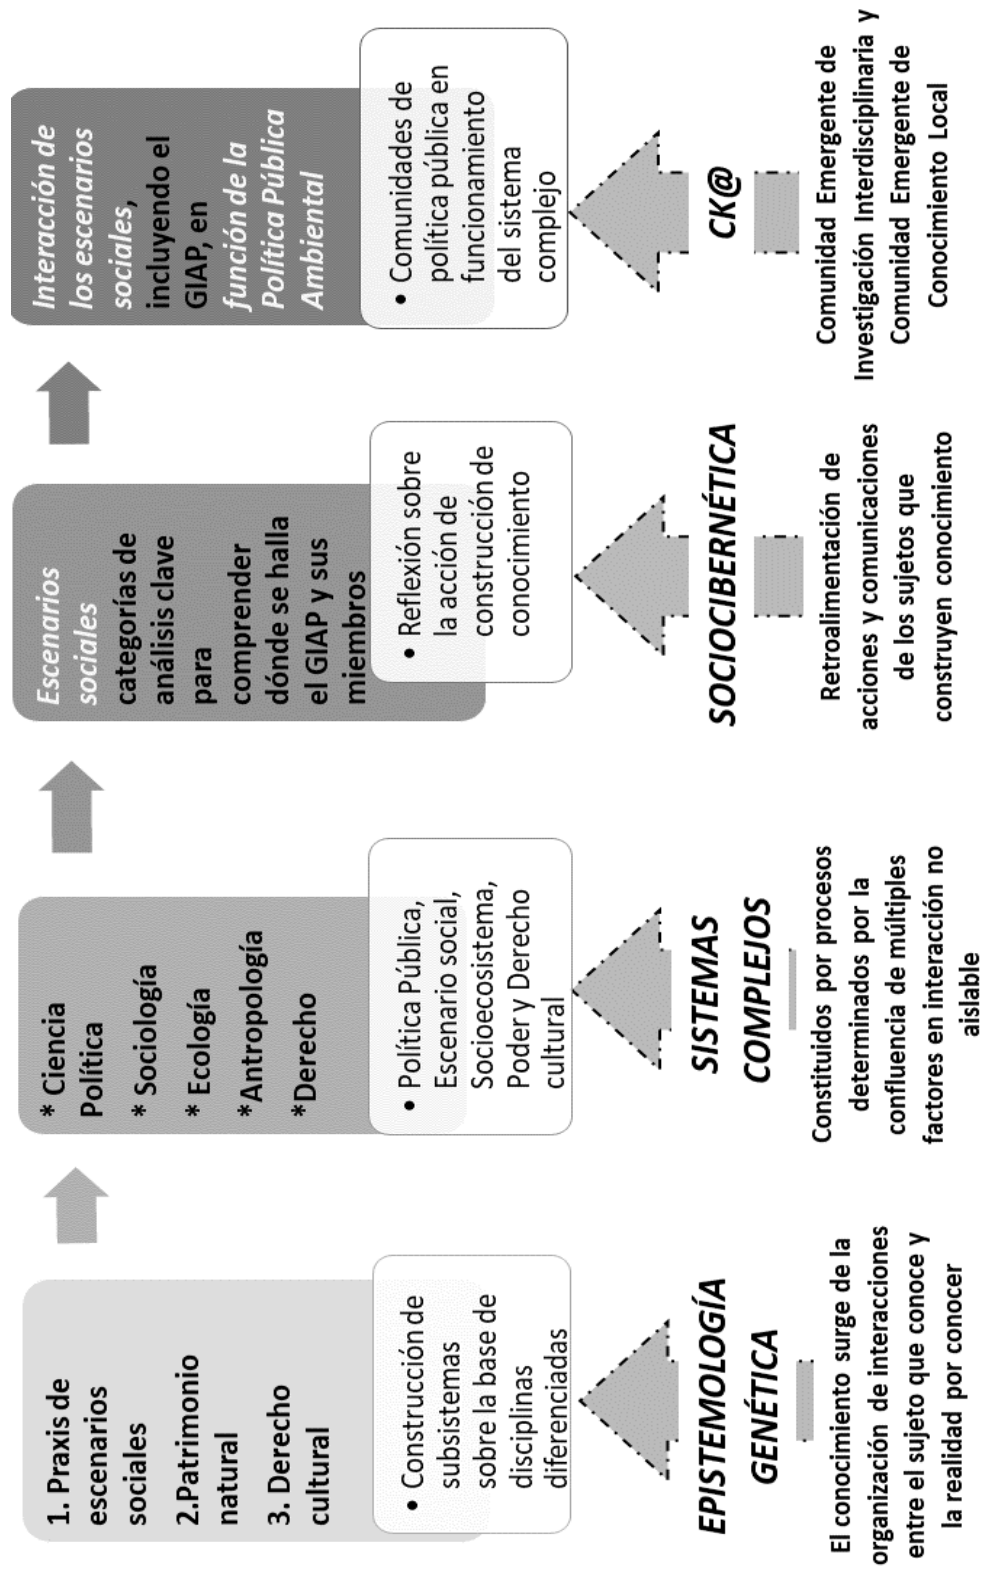 1. Praxis de
escenarios
sociales
2.Patrimonio
natural
3. Derecho
cultural
• Construcción de
subsistemas
sobre la base de
disciplinas
diferenciadas
EPISTEMOLOGÍA
GENÉTICA
El conocimiento surge de la
organización de interacciones
entre el sujeto que conoce y
la realidad por conocer
* Ciencia
Política
* Sociología
* Ecología
*Antropología
*Derecho
• Política Pública,
Escenario social,
Socioecosistema,
Poder y Derecho
cultural
SISTEMAS
COMPLEJOS
Constituidos por procesos
determinados por la
confluencia de múltiples
factores en interacción no
aislable
Escenarios
sociales
categorías de
análisis clave
para
comprender
dónde se halla
el GIAP y sus
miembros
• Reflexión sobre
la acción de
construcción de
conocimiento
SOCIOCIBERNÉTICA
Retroalimentación de
acciones y comunicaciones
de los sujetos que
construyen conocimiento
Interacción de
los escenarios
sociales,
incluyendo el
GIAP, en
función de la
Política Pública
Ambiental
• Comunidades de
política pública en
funcionamiento
del sistema
complejo
CK@
Comunidad Emergente de
Investigación Interdisciplinaria y
Comunidad Emergente de
Conocimiento Local